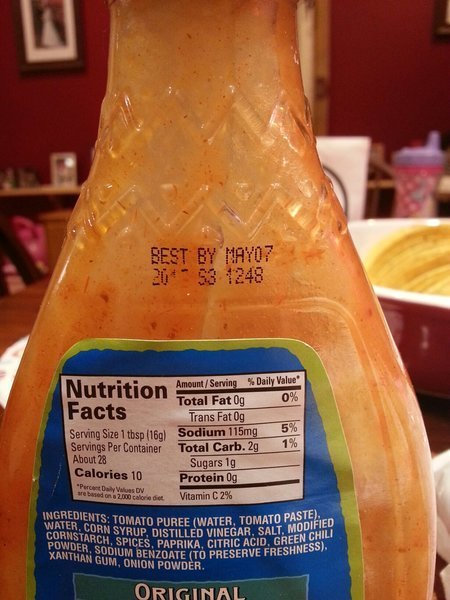 BEST BY MAY07
S3 1248
Nutrition Facts
Serving Size 1 tbsp (16g)
Servings Per Container
About 28
Calories 10
*Percent Daily Values DV
are based on a 2,000 calorie diet.
Amount / Serving % Daily Value*
Total Fat 0g 0%
Trans Fat 0g
Sodium 115mg 5%
Total Carb. 2g 1%
Sugars 1g
Protein 0g
Vitamin C 2%
INGREDIENTS: TOMATO PUREE (WATER, TOMATO PASTE),
WATER, CORN SYRUP, DISTILLED VINEGAR, SALT, MODIFIED
CORNSTARCH, SPICES, PAPRIKA, CITRIC ACID, GREEN CHILI
POWDER, SODIUM BENZOATE (TO PRESERVE FRESHNESS),
XANTHAN GUM, ONION POWDER.
ORIGINAL